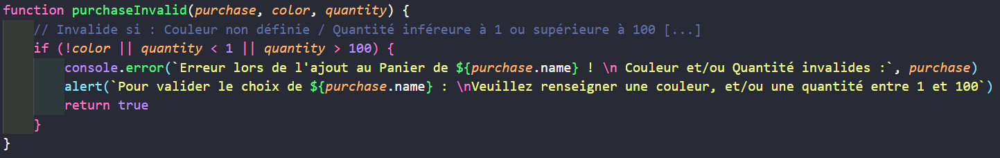 function purchaseInvalid(purchase, color, quantity) {
    // Invalide si : Couleur non définie / Quantité inféreure à 1 ou supérieure à 100 [...]
    if (!color || quantity < 1 || quantity > 100) {
        console.error(`Erreur lors de l'ajout au Panier de ${purchase.name} ! \n Couleur et/ou Quantité invalides :`, purchase)
        alert(`Pour valider le choix de ${purchase.name} : \nVeuillez renseigner une couleur, et/ou une quantité entre 1 et 100`)
        return true
    }
}